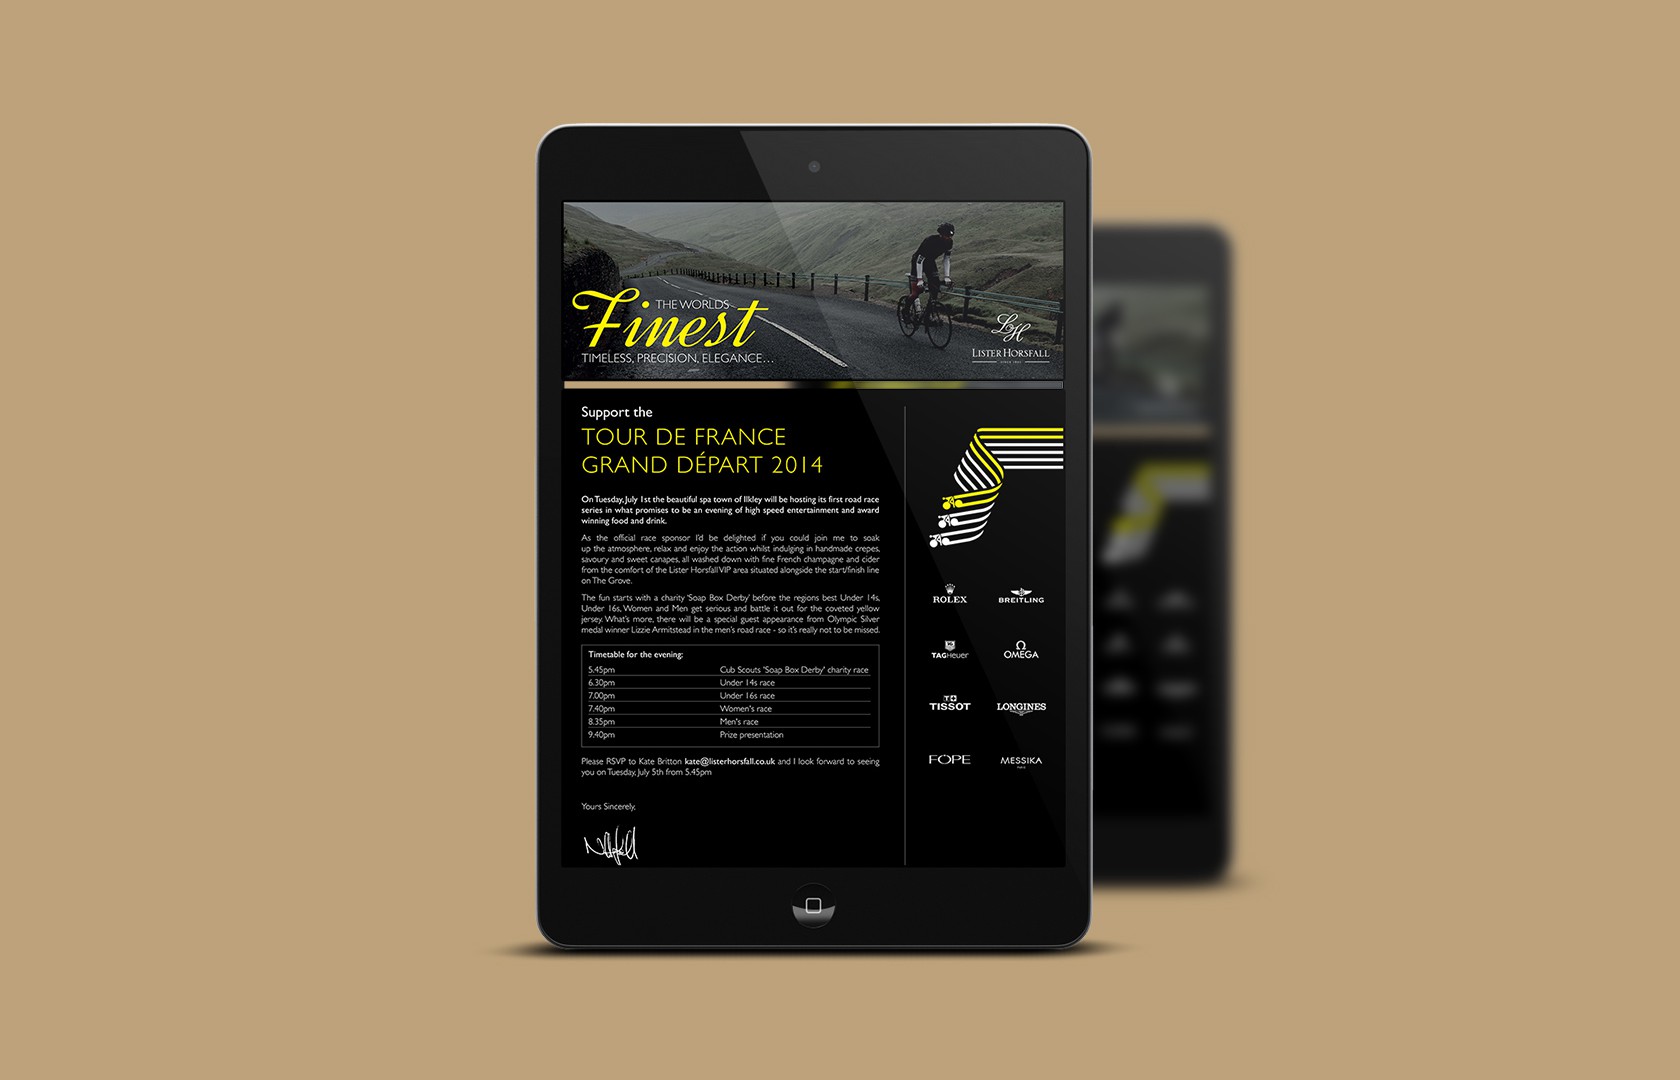 THE WORLDS
Finest
TIMELESS, PRECISION, ELEGANCE...
LH
LISTER HORSFALL
Support the
TOUR DE FRANCE
GRAND DÉPART 2014
On Tuesday, July 1st the beautiful spa town of Ilkley will be hosting its first road race
series in what promises to be an evening of high speed entertainment and award
winning food and drink.
As the official race sponsor I'd be delighted if you could join me to soak
up the atmosphere, relax and enjoy the action whilst indulging in handmade crepes,
savoury and sweet canapes, all washed down with fine French champagne and cider
from the comfort of the Lister Horsfall VIP area situated alongside the start/finish line
on The Grove.
The fun starts with a charity 'Soap Box Derby' before the regions best Under 14s,
Under 16s, Women and Men get serious and battle it out for the coveted yellow
jersey. What's more, there will be a special guest appearance from Olympic Silver
medal winner Lizzie Armitstead in the men's road race - so it's really not to be missed.
Timetable for the evening:
5.45pm Cub Scouts 'Soap Box Derby' charity race
6.30pm Under 14s race
7.00pm Under 16s race
7.40pm Women's race
8.35pm Men's race
9.40pm Prize presentation
Please RSVP to Kate Britton kate@listerhorsfall.co.uk and I look forward to seeing
you on Tuesday, July 5th from 5.45pm
Yours Sincerely,
ROLEX BREITLING
TAGHeuer OMEGA
TISSOT LONGINES
FOPE MESSIKA